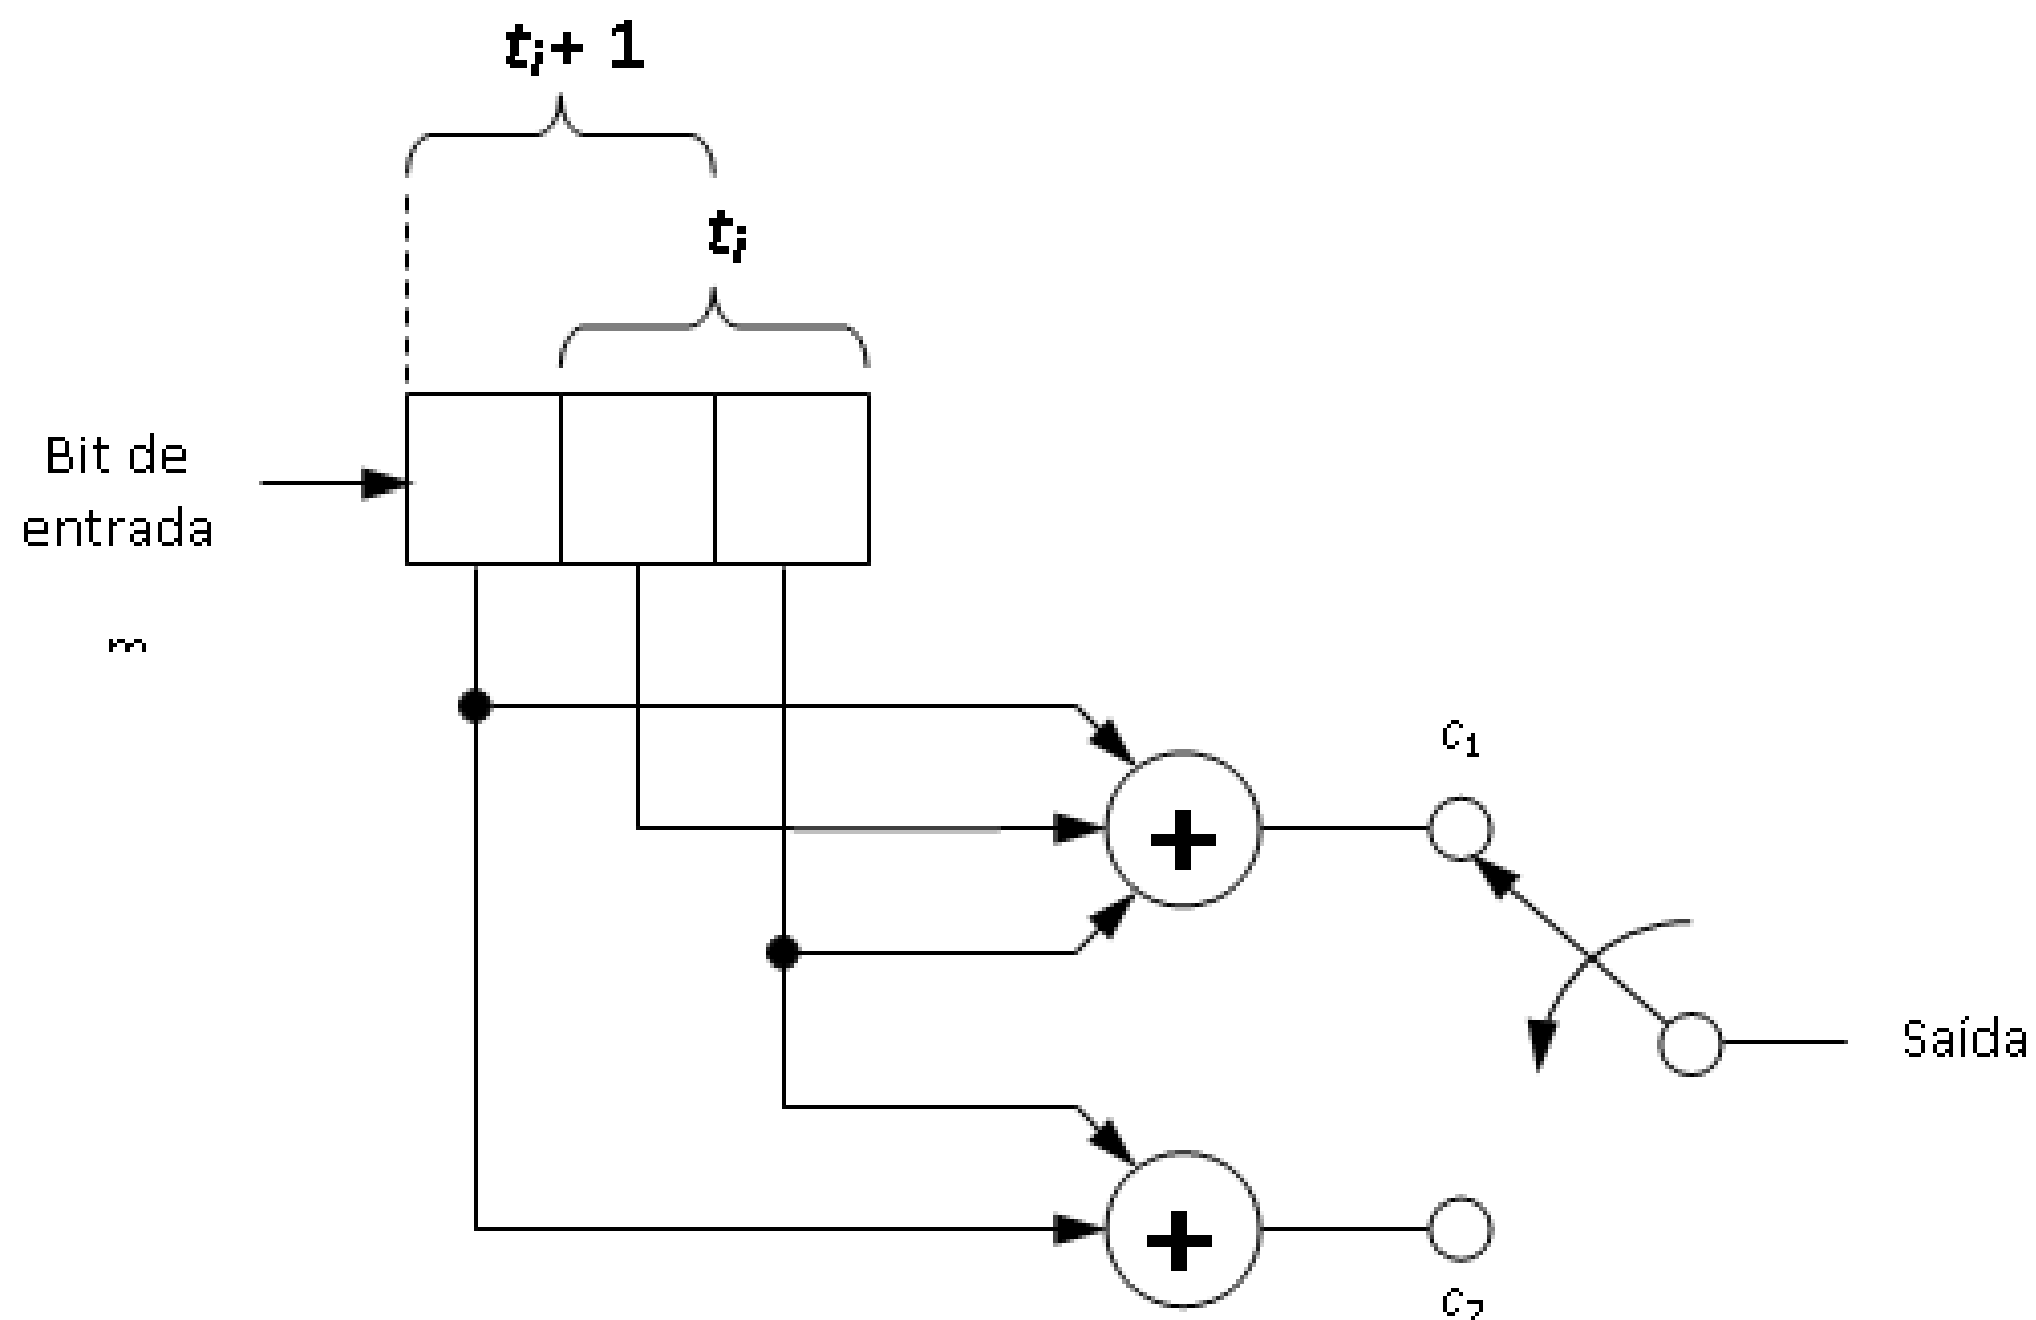 tᵢ+ 1
tᵢ
Bit de
entrada
m
+
c₁
Saída
+
c₂